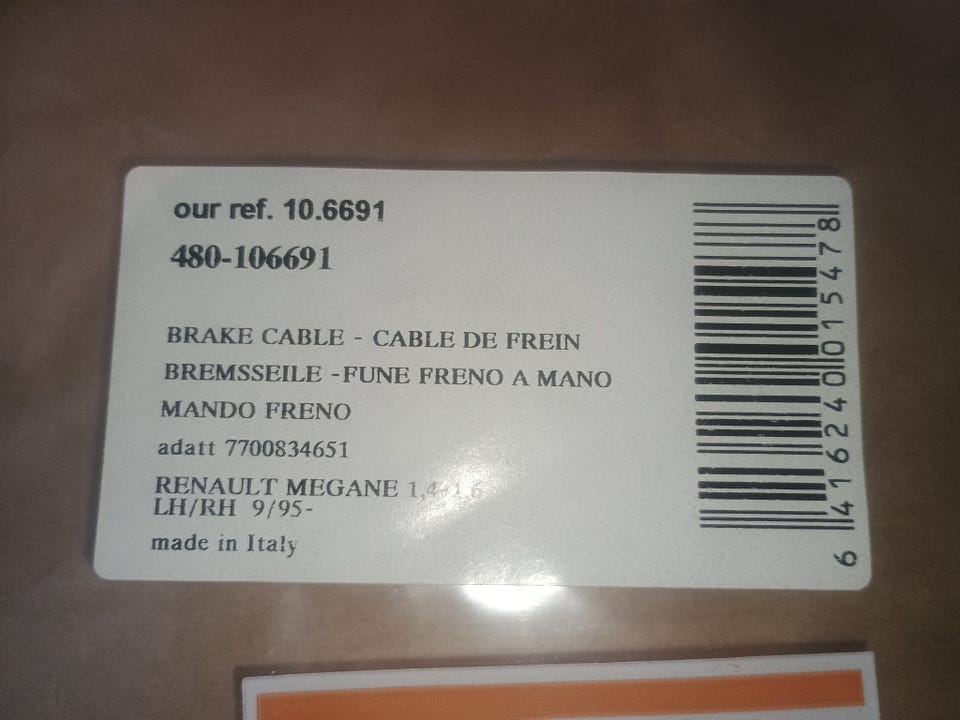 our ref. 10.6691
480-106691
BRAKE CABLE - CABLE DE FREIN
BREMSSEILE -FUNE FRENO A MANO
MANDO FRENO
adatt 7700834651
RENAULT MEGANE 1,4-1,6
LH/RH 9/95-
made in Italy
6 416240 015478